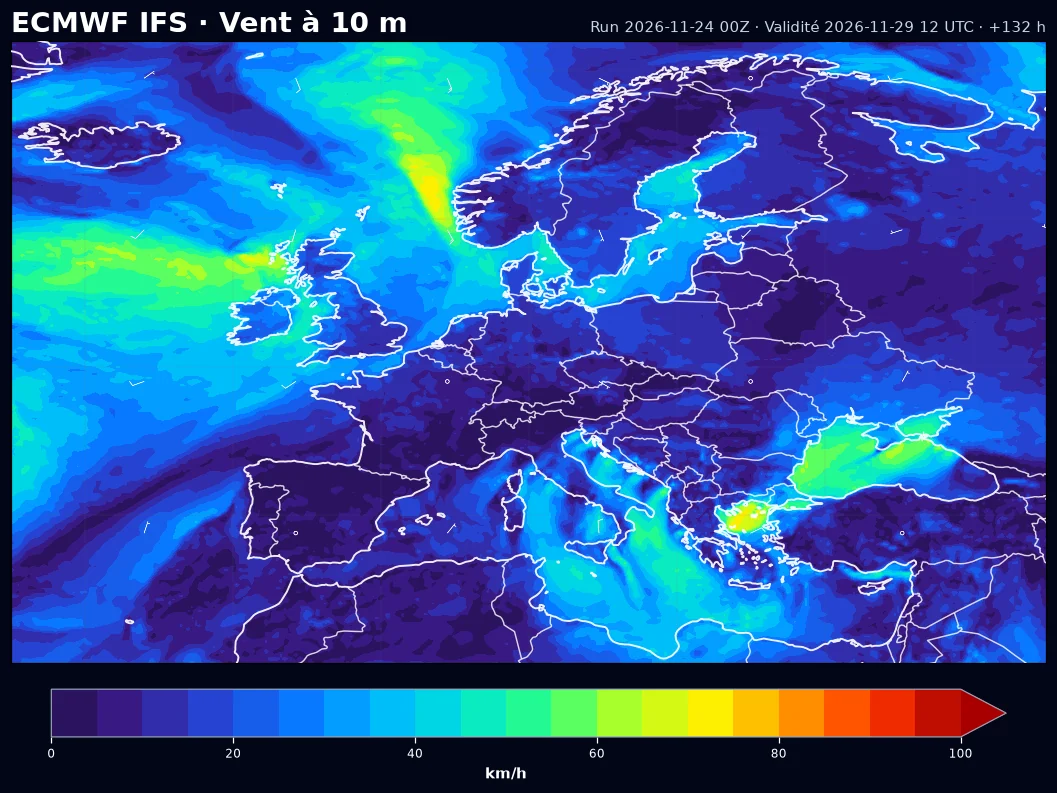 ECMWF IFS · Vent à 10 m
Run 2026-11-24 00Z · Validité 2026-11-29 12 UTC · +132 h
0 20 40 60 80 100
km/h